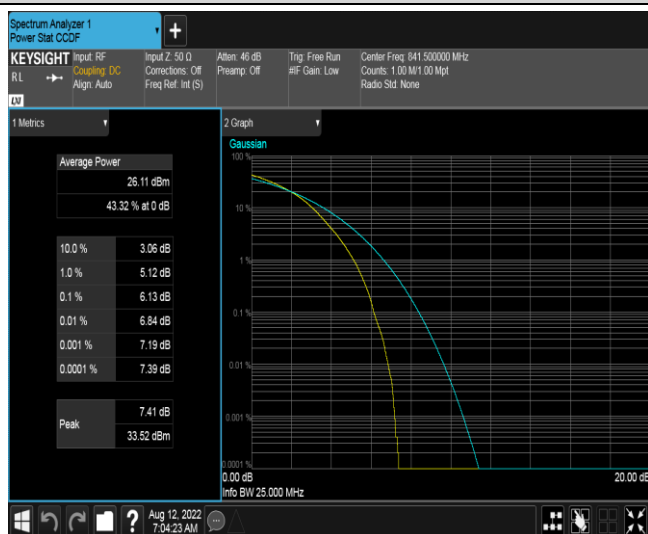 Spectrum Analyzer 1
Power Stat CCDF
+
KEYSIGHT
RL
LXI
Input: RF
Coupling: DC
Align: Auto
Input Z: 50 Ω
Corrections: Off
Freq Ref: Int (S)
Atten: 46 dB
Preamp: Off
Trig: Free Run
#IF Gain: Low
Center Freq: 841.500000 MHz
Counts: 1.00 M/1.00 Mpt
Radio Std: None
1 Metrics
Average Power
26.11 dBm
43.32 % at 0 dB
10.0 % 3.06 dB
1.0 % 5.12 dB
0.1 % 6.13 dB
0.01 % 6.84 dB
0.001 % 7.19 dB
0.0001 % 7.39 dB
Peak 7.41 dB
33.52 dBm
2 Graph
Gaussian
100 %
10 %
1 %
0.1 %
0.01 %
0.001 %
0.0001 %
0.00 dB 20.00 dB
Info BW 25.000 MHz
?
Aug 12, 2022
7:04:23 AM